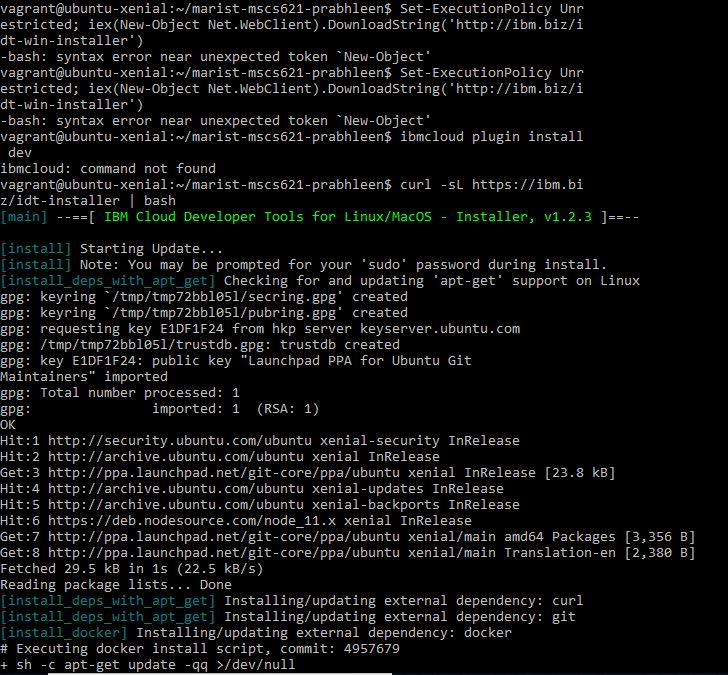 vagrant@ubuntu-xenial:~/marist-mscs621-prabhleen$ Set-ExecutionPolicy Unr
estricted; iex(New-Object Net.WebClient).DownloadString('http://ibm.biz/i
dt-win-installer')
-bash: syntax error near unexpected token `New-Object'
vagrant@ubuntu-xenial:~/marist-mscs621-prabhleen$ Set-ExecutionPolicy Unr
estricted; iex(New-Object Net.WebClient).DownloadString('http://ibm.biz/i
dt-win-installer')
-bash: syntax error near unexpected token `New-Object'
vagrant@ubuntu-xenial:~/marist-mscs621-prabhleen$ ibmcloud plugin install
 dev
ibmcloud: command not found
vagrant@ubuntu-xenial:~/marist-mscs621-prabhleen$ curl -sL https://ibm.bi
z/idt-installer | bash
[main] --==[ IBM Cloud Developer Tools for Linux/MacOS - Installer, v1.2.3 ]==--
[install] Starting Update...
[install] Note: You may be prompted for your 'sudo' password during install.
[install_deps_with_apt_get] Checking for and updating 'apt-get' support on Linux
gpg: keyring `/tmp/tmp72bbl05l/secring.gpg' created
gpg: keyring `/tmp/tmp72bbl05l/pubring.gpg' created
gpg: requesting key E1DF1F24 from hkp server keyserver.ubuntu.com
gpg: /tmp/tmp72bbl05l/trustdb.gpg: trustdb created
gpg: key E1DF1F24: public key "Launchpad PPA for Ubuntu Git
Maintainers" imported
gpg: Total number processed: 1
gpg:               imported: 1  (RSA: 1)
OK
Hit:1 http://security.ubuntu.com/ubuntu xenial-security InRelease
Hit:2 http://archive.ubuntu.com/ubuntu xenial InRelease
Get:3 http://ppa.launchpad.net/git-core/ppa/ubuntu xenial InRelease [23.8 kB]
Hit:4 http://archive.ubuntu.com/ubuntu xenial-updates InRelease
Hit:5 http://archive.ubuntu.com/ubuntu xenial-backports InRelease
Hit:6 https://deb.nodesource.com/node_11.x xenial InRelease
Get:7 http://ppa.launchpad.net/git-core/ppa/ubuntu xenial/main amd64 Packages [3,356 B]
Get:8 http://ppa.launchpad.net/git-core/ppa/ubuntu xenial/main Translation-en [2,380 B]
Fetched 29.5 kB in 1s (22.5 kB/s)
Reading package lists... Done
[install_deps_with_apt_get] Installing/updating external dependency: curl
[install_deps_with_apt_get] Installing/updating external dependency: git
[install_docker] Installing/updating external dependency: docker
# Executing docker install script, commit: 4957679
+ sh -c apt-get update -qq >/dev/null